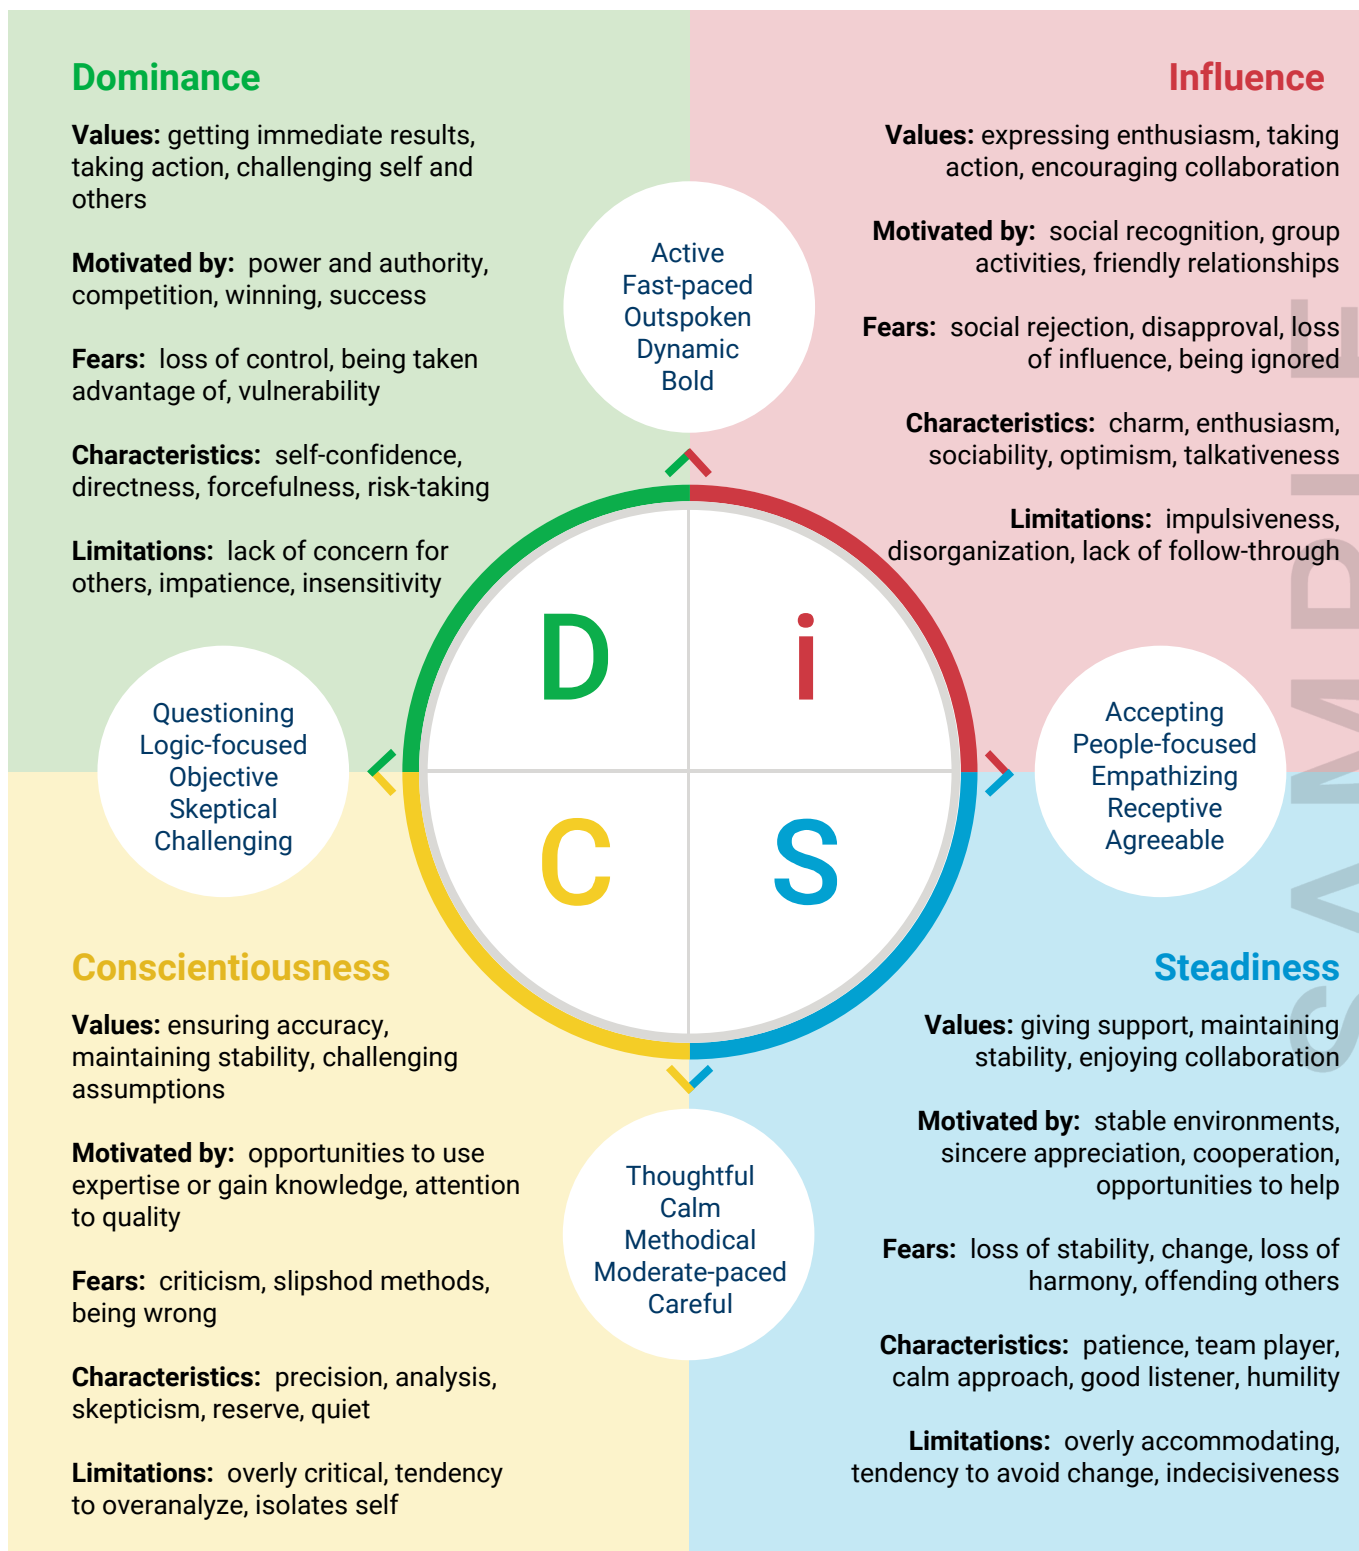 Dominance
Values: getting immediate results,
taking action, challenging self and
others
Motivated by:  power and authority,
competition, winning, success
Fears:  loss of control, being taken
advantage of, vulnerability
Characteristics:  self-confidence,
directness, forcefulness, risk-taking
Limitations:  lack of concern for
others, impatience, insensitivity
Active
Fast-paced
Outspoken
Dynamic
Bold
Influence
Values: expressing enthusiasm, taking
action, encouraging collaboration
Motivated by:  social recognition, group
activities, friendly relationships
Fears:  social rejection, disapproval, loss
of influence, being ignored
Characteristics:  charm, enthusiasm,
sociability, optimism, talkativeness
Limitations:  impulsiveness,
disorganization, lack of follow-through
D
i
C
S
Questioning
Logic-focused
Objective
Skeptical
Challenging
Accepting
People-focused
Empathizing
Receptive
Agreeable
Conscientiousness
Values: ensuring accuracy,
maintaining stability, challenging
assumptions
Motivated by:  opportunities to use
expertise or gain knowledge, attention
to quality
Fears:  criticism, slipshod methods,
being wrong
Characteristics:  precision, analysis,
skepticism, reserve, quiet
Limitations:  overly critical, tendency
to overanalyze, isolates self
Thoughtful
Calm
Methodical
Moderate-paced
Careful
Steadiness
Values: giving support, maintaining
stability, enjoying collaboration
Motivated by:  stable environments,
sincere appreciation, cooperation,
opportunities to help
Fears:  loss of stability, change, loss of
harmony, offending others
Characteristics:  patience, team player,
calm approach, good listener, humility
Limitations:  overly accommodating,
tendency to avoid change, indecisiveness
SAMPLE